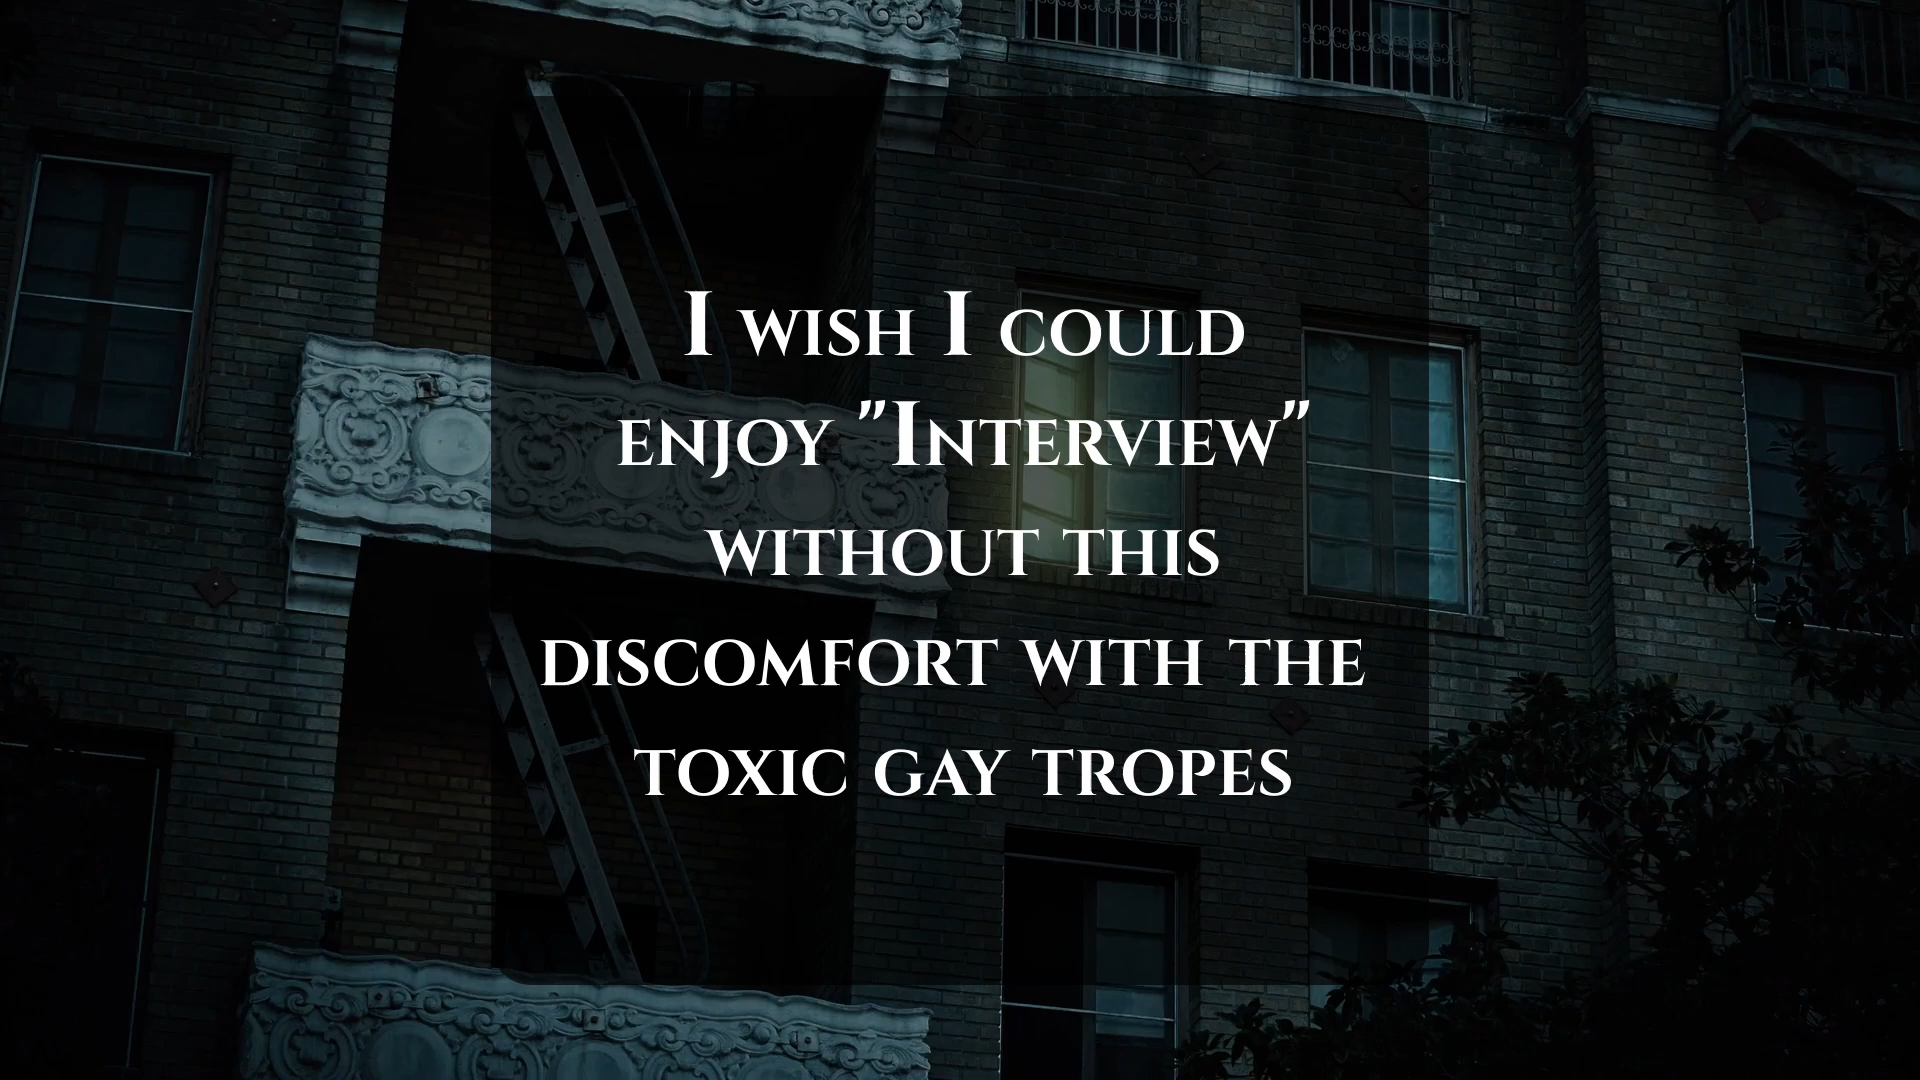 I wish I could
enjoy "Interview"
without this
discomfort with the
toxic gay tropes